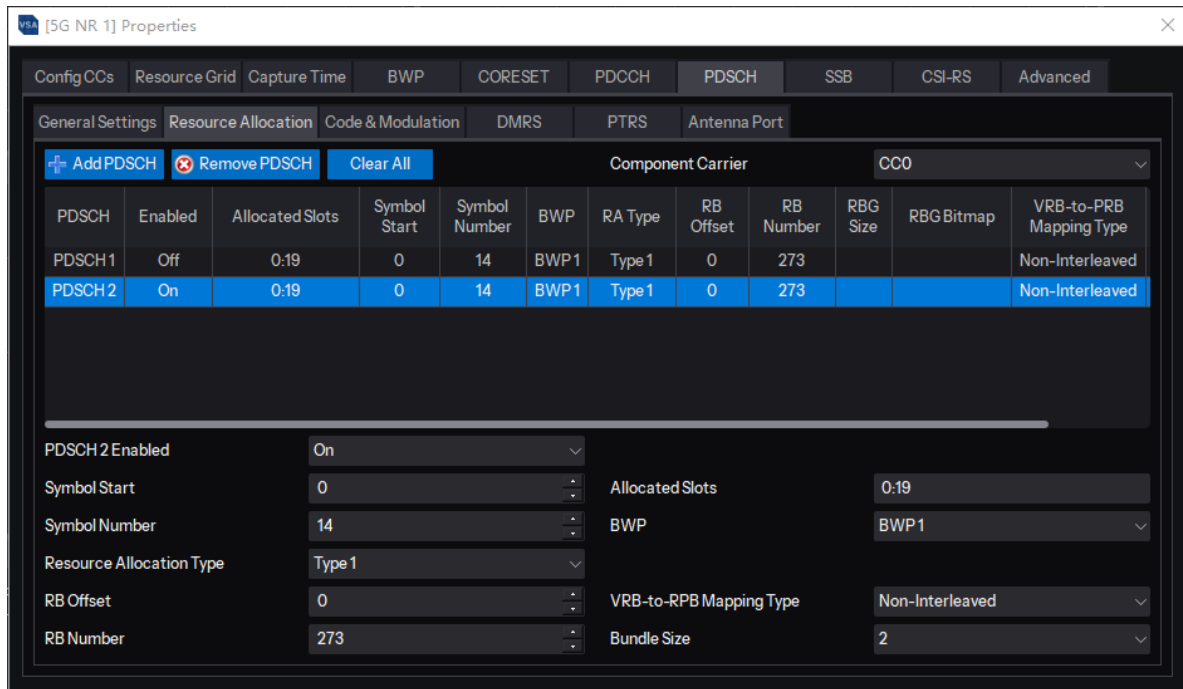 VSA [5G NR 1] Properties
Config CCs Resource Grid Capture Time BWP CORESET PDCCH PDSCH SSB CSI-RS Advanced
General Settings Resource Allocation Code & Modulation DMRS PTRS Antenna Port
Add PDSCH Remove PDSCH Clear All Component Carrier CC0
PDSCH Enabled Allocated Slots Symbol Start Symbol Number BWP RA Type RB Offset RB Number RBG Size RBG Bitmap VRB-to-PRB Mapping Type
PDSCH 1 Off 0:19 0 14 BWP1 Type 1 0 273 Non-Interleaved
PDSCH 2 On 0:19 0 14 BWP1 Type 1 0 273 Non-Interleaved
PDSCH 2 Enabled On
Symbol Start 0 Allocated Slots 0:19
Symbol Number 14 BWP BWP1
Resource Allocation Type Type 1
RB Offset 0 VRB-to-RPB Mapping Type Non-Interleaved
RB Number 273 Bundle Size 2